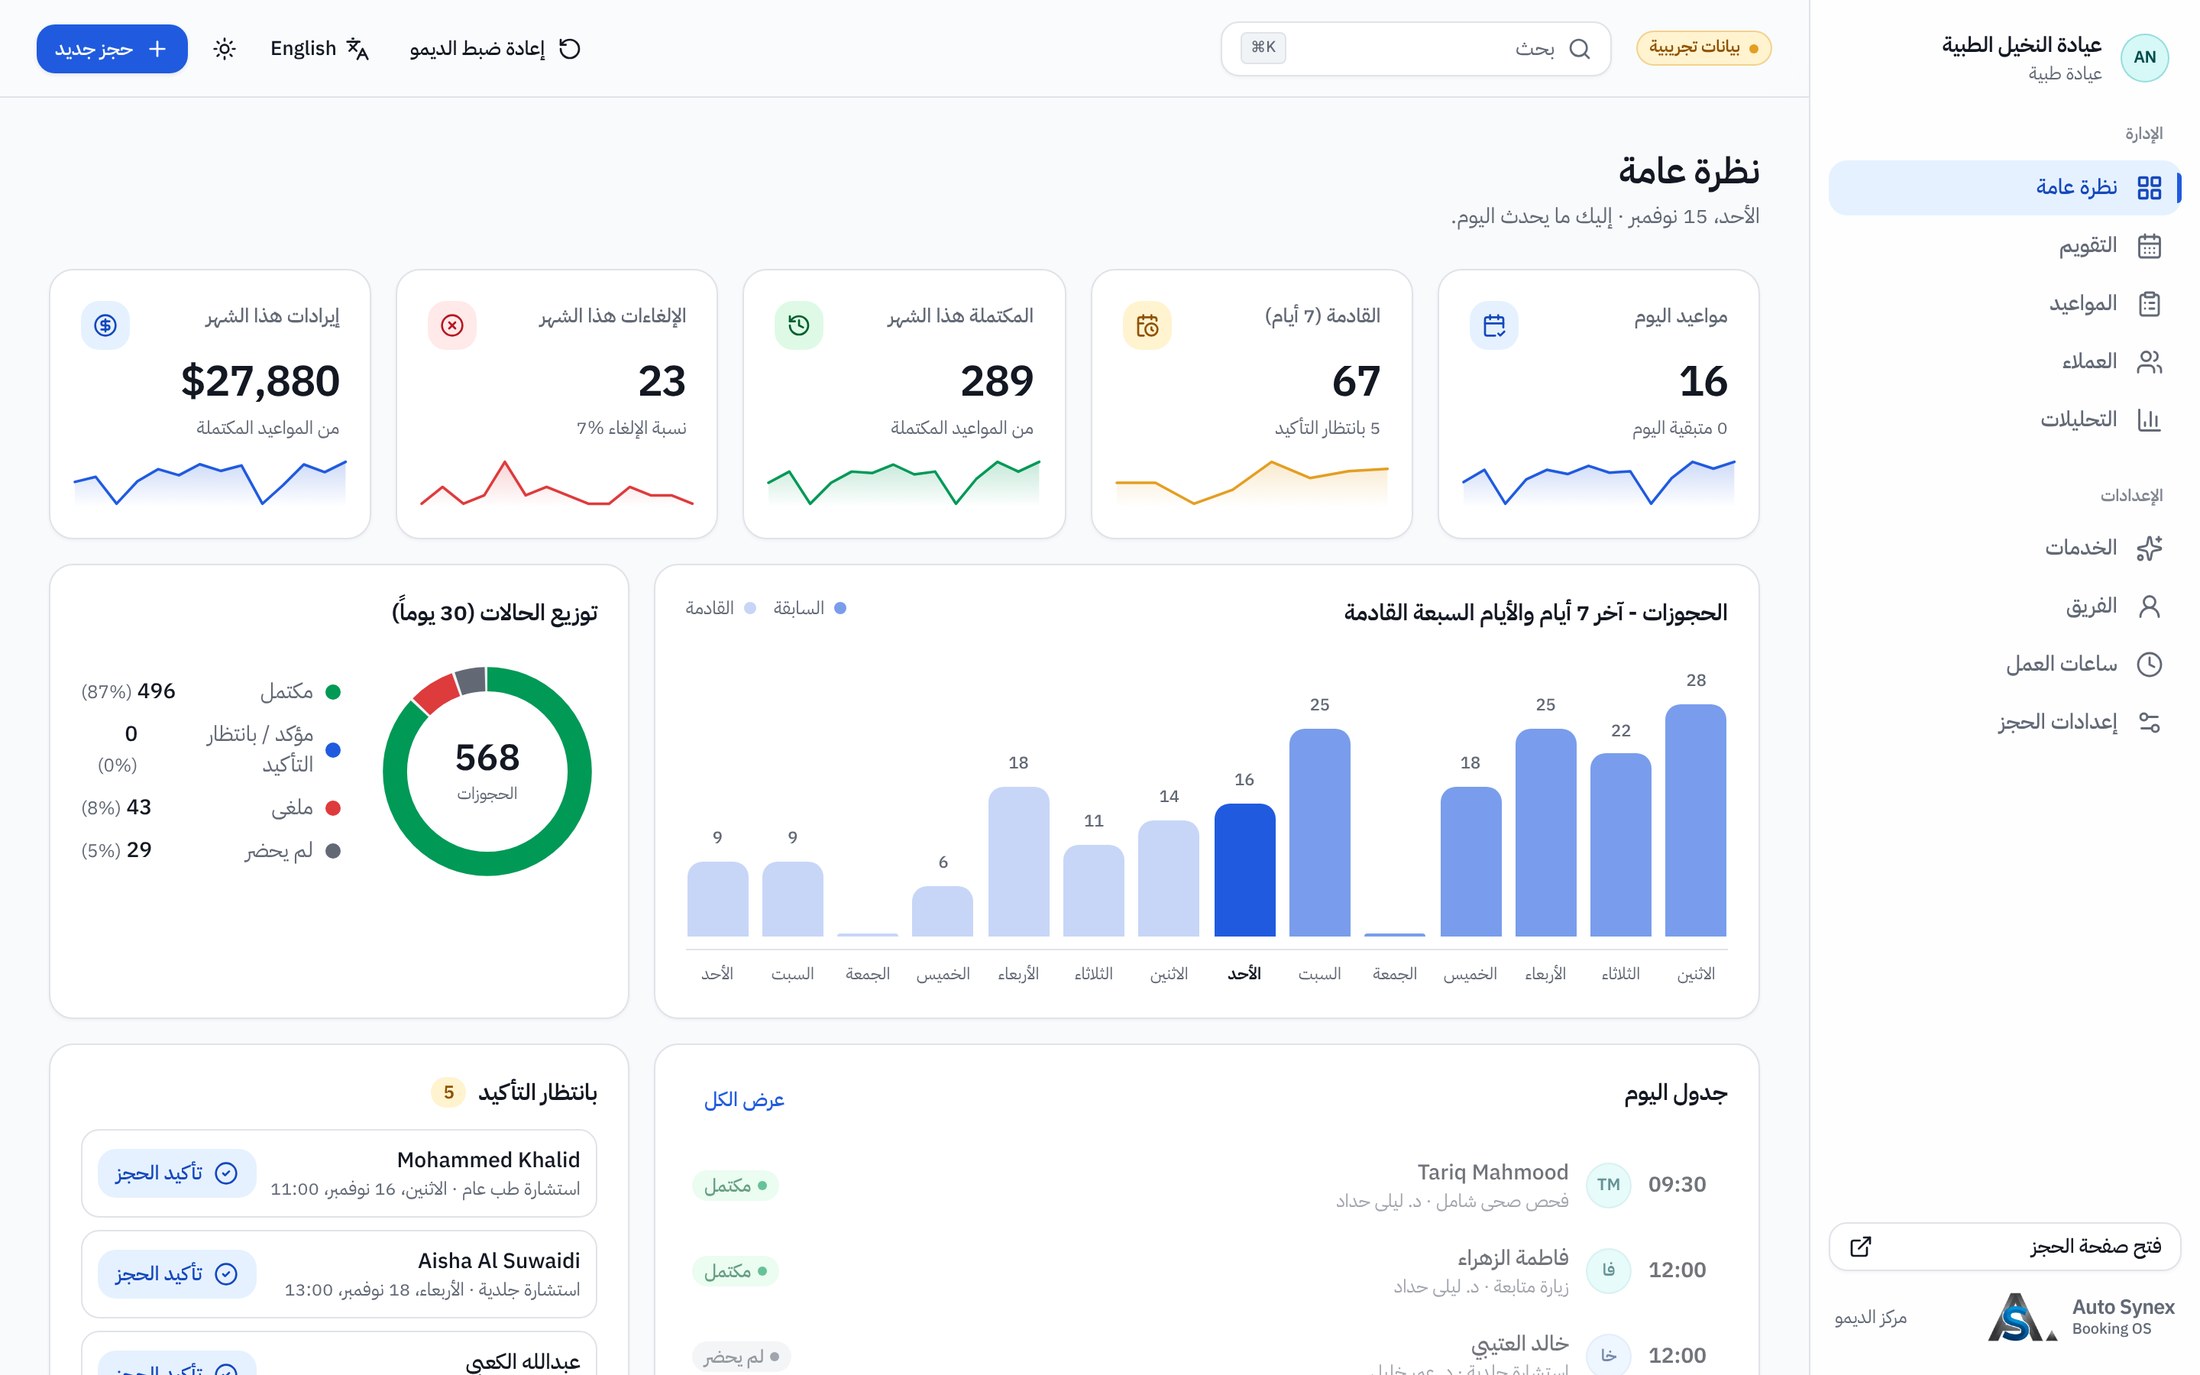 عيادة النخيل الطبية
AN
عيادة طبية
الإدارة
نظرة عامة
التقويم
المواعيد
العملاء
التحليلات
الإعدادات
الخدمات
الفريق
ساعات العمل
إعدادات الحجز
فتح صفحة الحجز
Auto Synex
Booking OS
مركز الديمو
بيانات تجريبية
بحث
⌘K
إعادة ضبط الديمو
English
حجز جديد
نظرة عامة
الأحد، 15 نوفمبر · إليك ما يحدث اليوم.
مواعيد اليوم
16
0 متبقية اليوم
القادمة (7 أيام)
67
5 بانتظار التأكيد
المكتملة هذا الشهر
289
من المواعيد المكتملة
الإلغاءات هذا الشهر
23
نسبة الإلغاء 7%
إيرادات هذا الشهر
$27,880
من المواعيد المكتملة
الحجوزات - آخر 7 أيام والأيام السبعة القادمة
السابقة
القادمة
28
22
25
18
25
16
14
11
18
6
9
9
الاثنين
الثلاثاء
الأربعاء
الخميس
الجمعة
السبت
الأحد
الاثنين
الثلاثاء
الأربعاء
الخميس
الجمعة
السبت
الأحد
توزيع الحالات (30 يوماً)
568
الحجوزات
مكتمل 496 (87%)
مؤكد / بانتظار التأكيد 0 (0%)
ملغى 43 (8%)
لم يحضر 29 (5%)
جدول اليوم
عرض الكل
09:30
TM
Tariq Mahmood
فحص صحي شامل · د. ليلى حداد
مكتمل
12:00
فا
فاطمة الزهراء
زيارة متابعة · د. ليلى حداد
مكتمل
12:00
خا
خالد العتيبي
استشارة جلدية · د. عمر خليل
لم يحضر
بانتظار التأكيد 5
Mohammed Khalid
استشارة طب عام · الاثنين، 16 نوفمبر، 11:00
تأكيد الحجز
Aisha Al Suwaidi
استشارة جلدية · الأربعاء، 18 نوفمبر، 13:00
تأكيد الحجز
عبدالله الكعبي
تأكيد الحجز